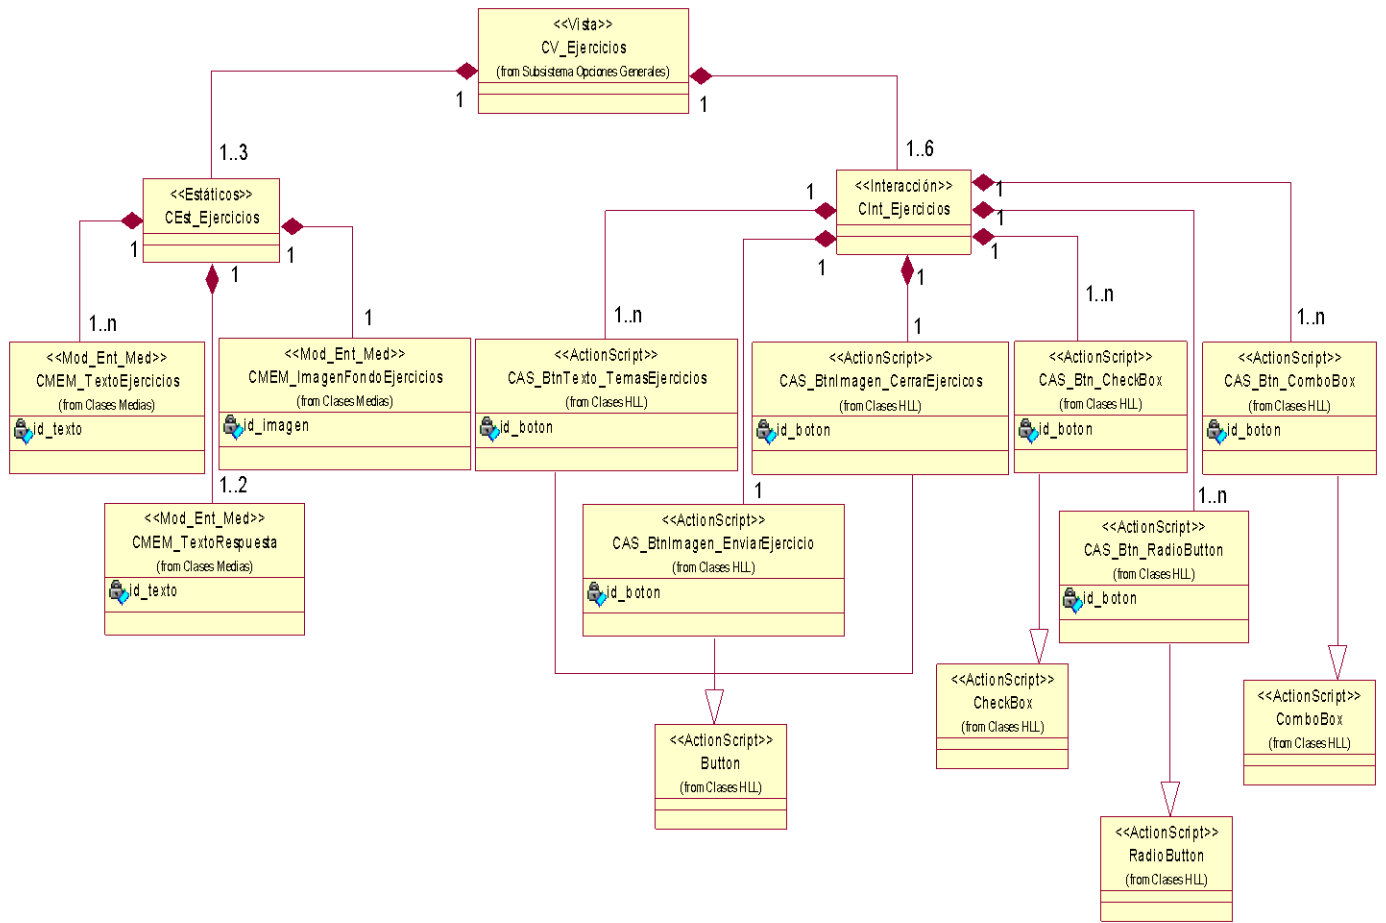 <<Vista>>
CV_Ejercicios
(from Subsistema Opciones Generales)
1
1
1..3
1..6
<<Estáticos>>
CEst_Ejercicios
1
1
1
<<Interacción>>
CInt_Ejercicios
1
1
1
1
1
1
1..n
1
1..n
1
1..n
1..n
<<Mod_Ent_Med>>
CMEM_TextoEjercicios
(from Clases Medias)
id_texto
<<Mod_Ent_Med>>
CMEM_ImagenFondoEjercicios
(from Clases Medias)
id_imagen
<<ActionScript>>
CAS_BtnTexto_TemasEjercicios
(from Clases HLL)
id_boton
<<ActionScript>>
CAS_BtnImagen_CerrarEjercicos
(from Clases HLL)
id_boton
<<ActionScript>>
CAS_Btn_CheckBox
(from Clases HLL)
id_boton
<<ActionScript>>
CAS_Btn_ComboBox
(from Clases HLL)
id_boton
1..2
1
1..n
<<Mod_Ent_Med>>
CMEM_TextoRespuesta
(from Clases Medias)
id_texto
<<ActionScript>>
CAS_BtnImagen_EnviarEjercicio
(from Clases HLL)
id_boton
<<ActionScript>>
CAS_Btn_RadioButton
(from Clases HLL)
id_boton
<<ActionScript>>
CheckBox
(from Clases HLL)
<<ActionScript>>
ComboBox
(from Clases HLL)
<<ActionScript>>
Button
(from Clases HLL)
<<ActionScript>>
RadioButton
(from Clases HLL)